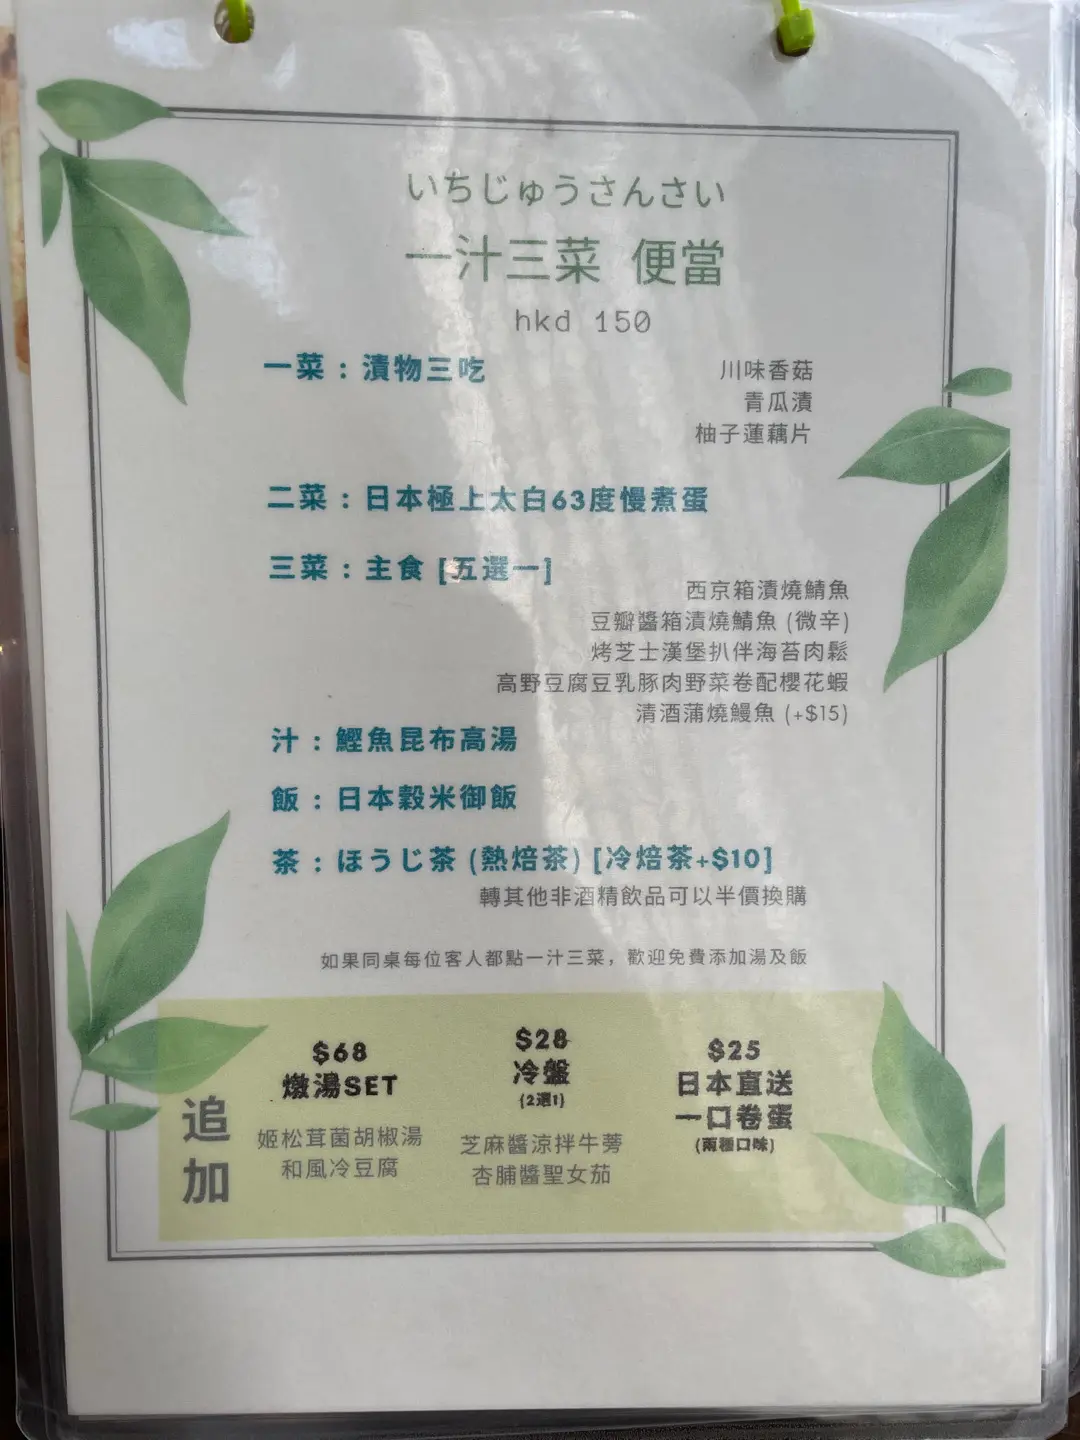 いちじゅうさんさい
一汁三菜 便當
hkd 150
一菜：漬物三吃
川味香菇
青瓜漬
柚子蓮藕片
二菜：日本極上太白63度慢煮蛋
三菜：主食 [五選一]
西京箱漬燒鯖魚
豆瓣醬箱漬燒鯖魚 (微辛)
烤芝士漢堡扒伴海苔肉鬆
高野豆腐豆乳豚肉野菜卷配櫻花蝦
清酒蒲燒鰻魚 (+$15)
汁：鰹魚昆布高湯
飯：日本穀米御飯
茶：ほうじ茶 (熱焙茶) [冷焙茶+$10]
轉其他非酒精飲品可以半價換購
如果同桌每位客人都點一汁三菜，歡迎免費添加湯及飯
追加
$68
燉湯SET
姬松茸菌胡椒湯
和風冷豆腐
$28
冷盤
(2選1)
芝麻醬涼拌牛蒡
杏脯醬聖女茄
$25
日本直送
一口卷蛋
(兩種口味)